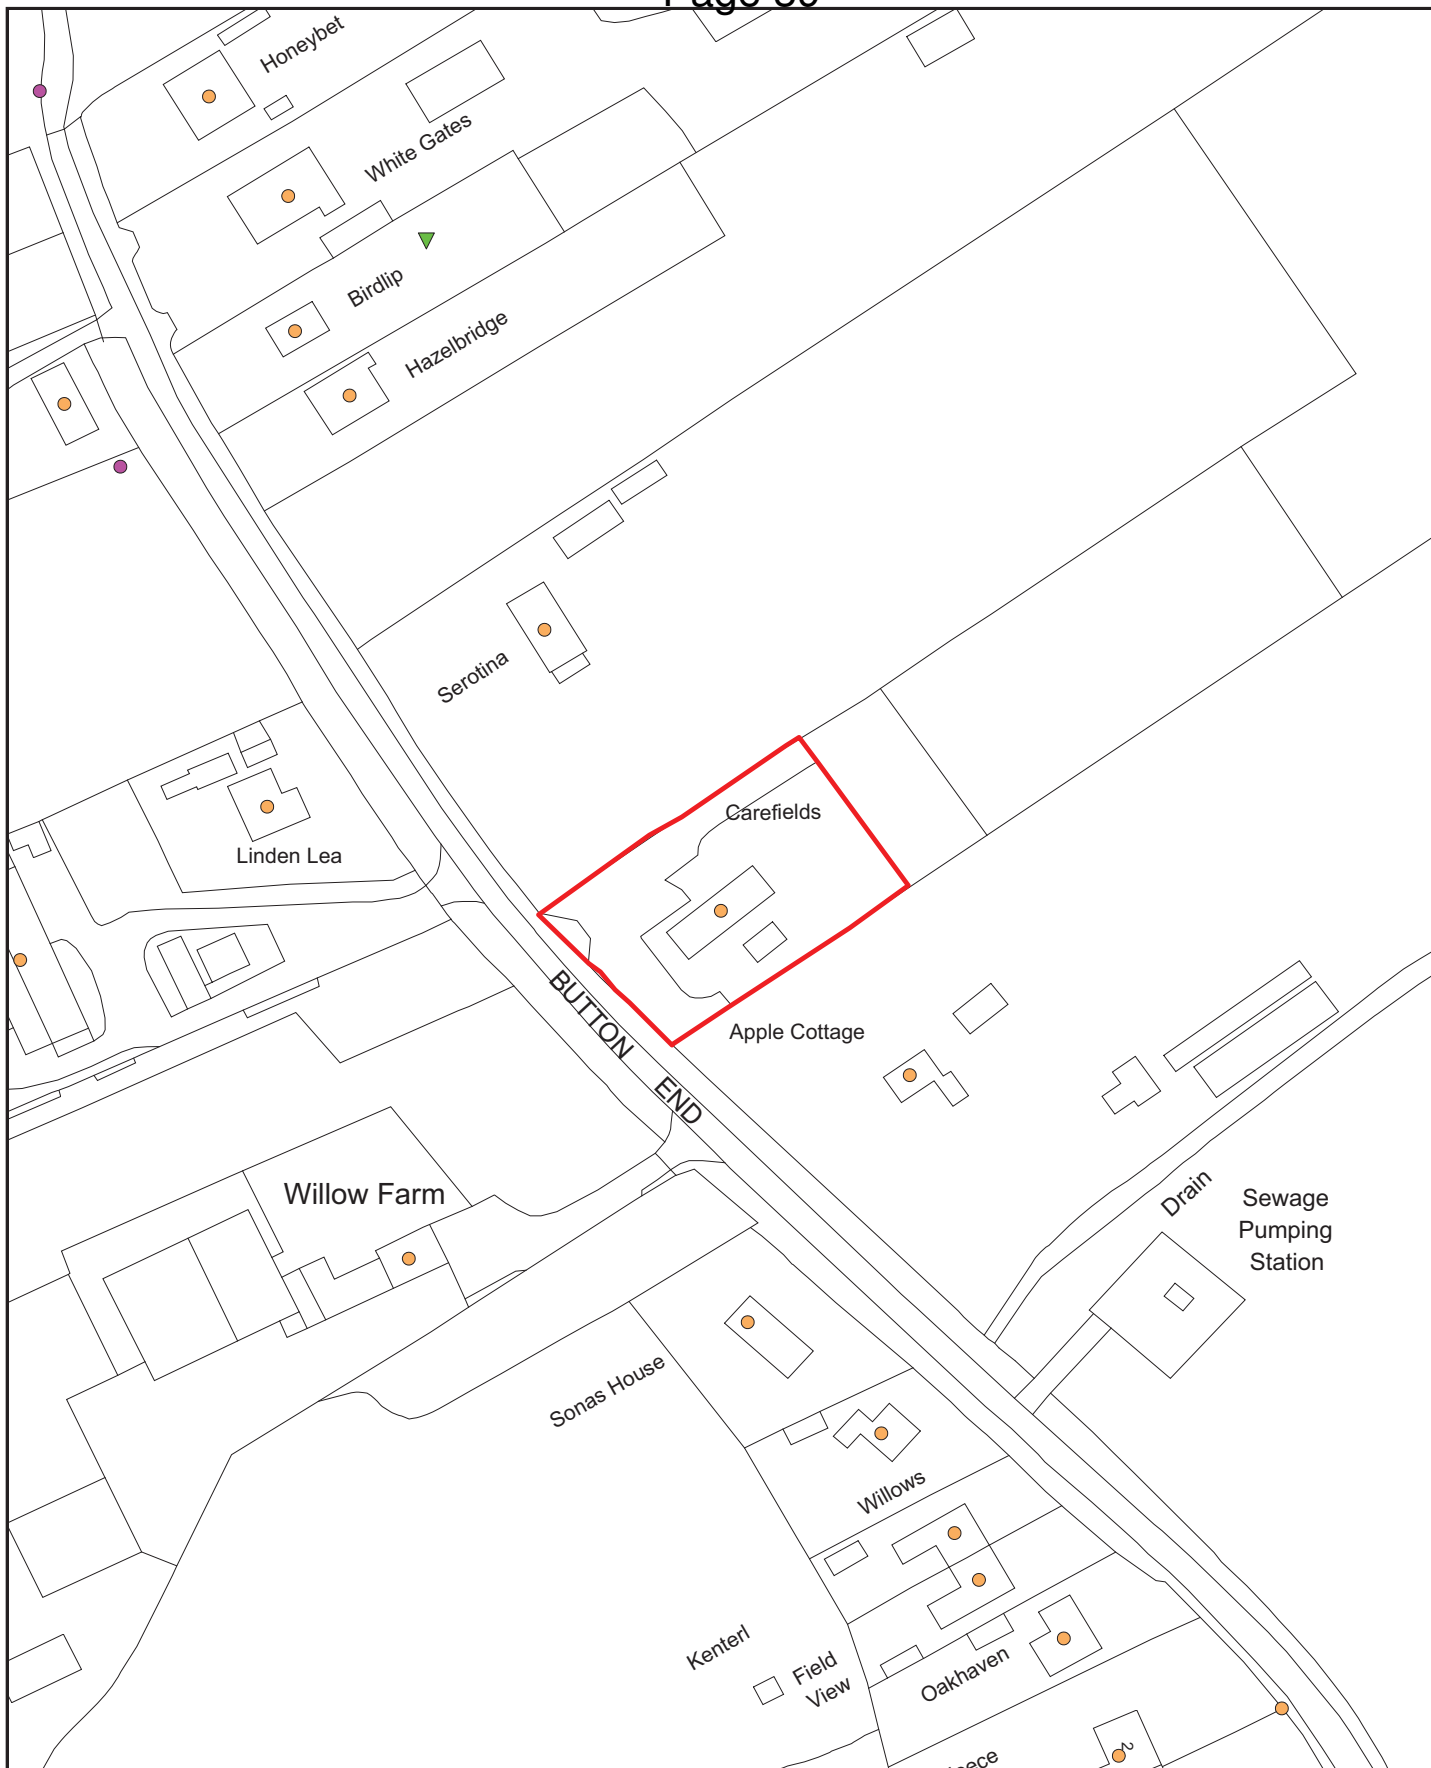 Honeybet
White Gates
Birdlip
Hazelbridge
Serotina
Carefields
Linden Lea
BUTTON END
Apple Cottage
Willow Farm
Drain
Sewage
Pumping
Station
Sonas House
Willows
Kenterl
Field
View
Oakhaven
2